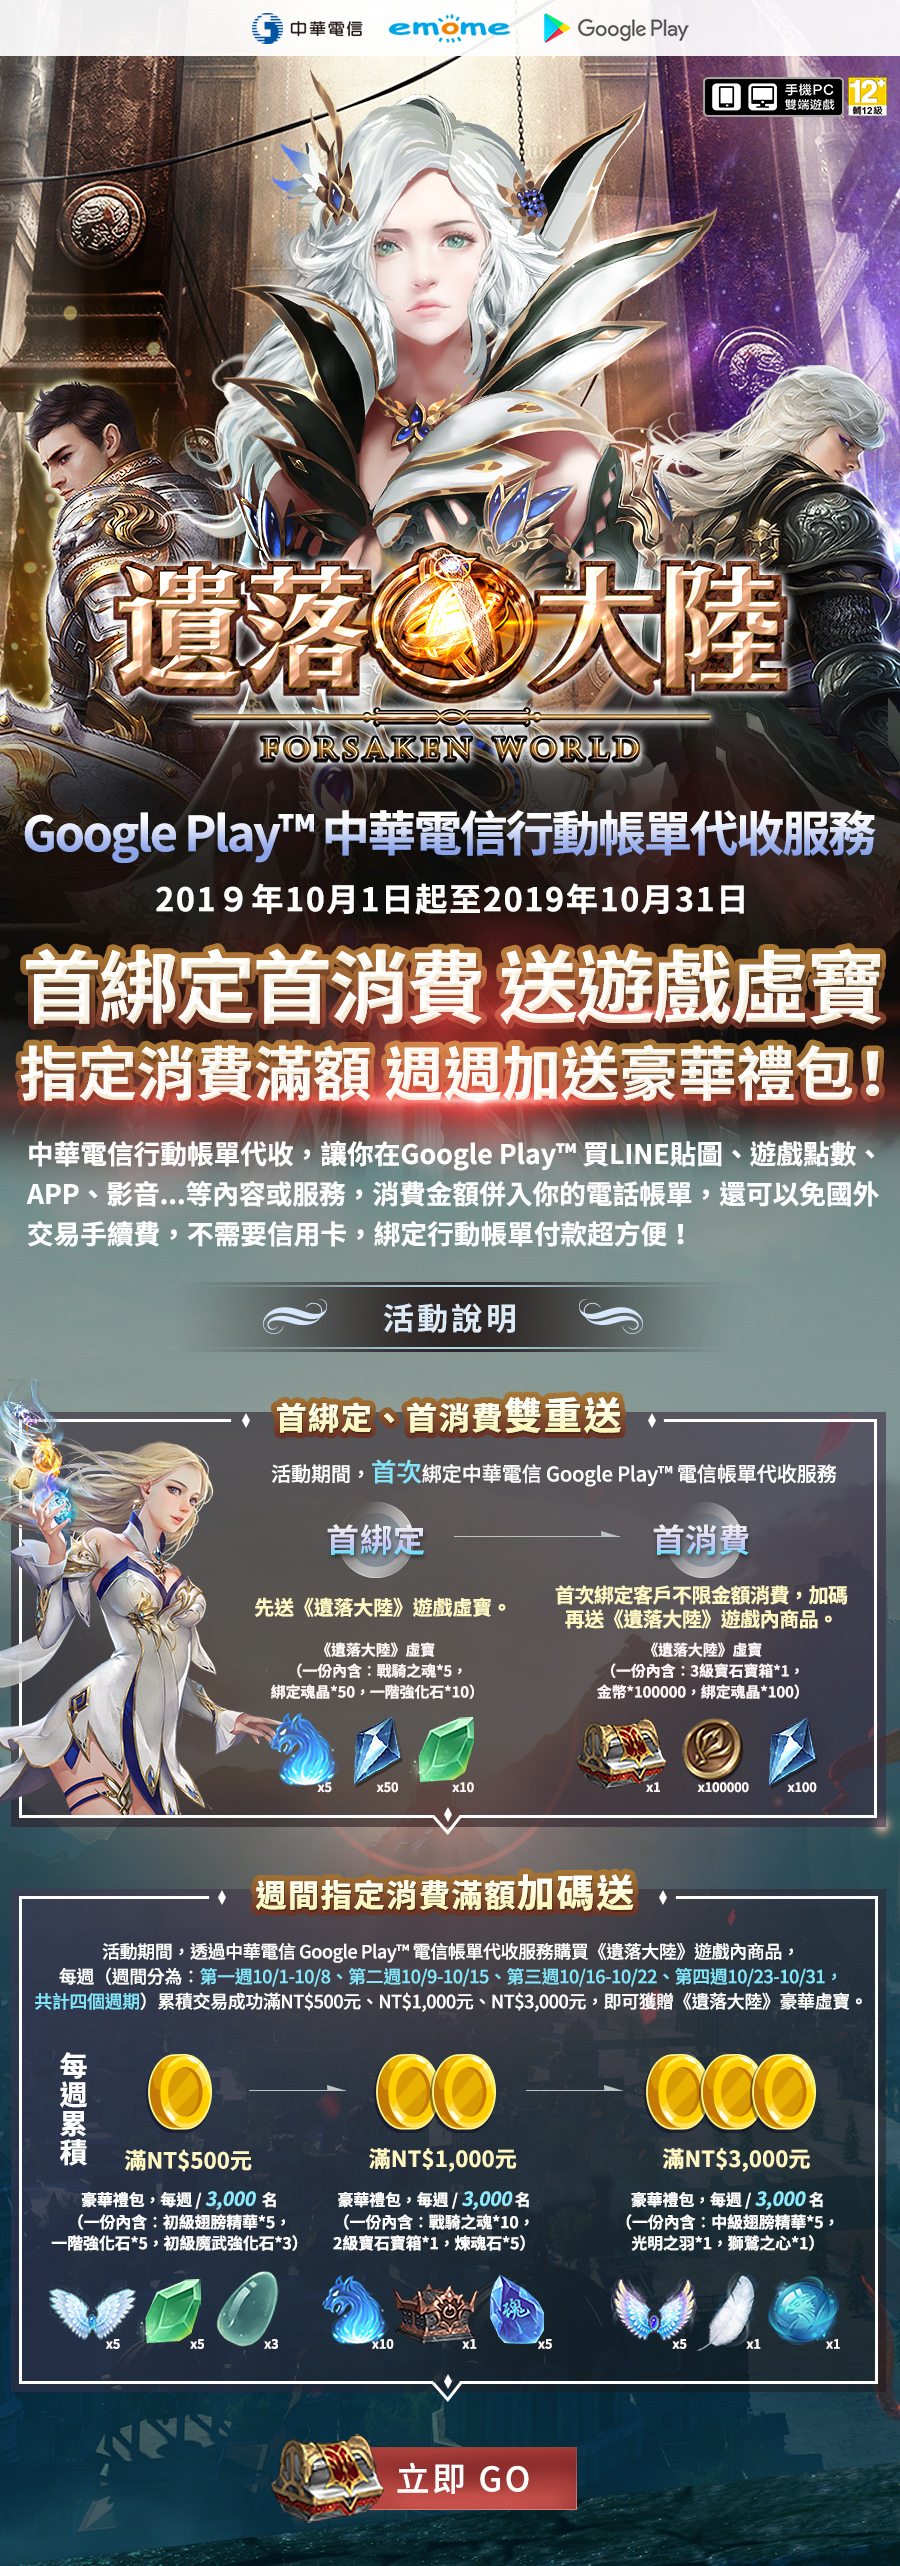 中華電信 emome Google Play
手機PC
雙端遊戲
12+
輔12級
遺落大陸
FORSAKEN WORLD
Google Play™ 中華電信行動帳單代收服務
2019年10月1日起至2019年10月31日
首綁定首消費 送遊戲虛寶
指定消費滿額 週週加送豪華禮包！
中華電信行動帳單代收，讓你在Google Play™ 買LINE貼圖、遊戲點數、
APP、影音...等內容或服務，消費金額併入你的電話帳單，還可以免國外
交易手續費，不需要信用卡，綁定行動帳單付款超方便！
活動說明
首綁定、首消費雙重送
活動期間，首次綁定中華電信 Google Play™ 電信帳單代收服務
首綁定
先送《遺落大陸》遊戲虛寶。
《遺落大陸》虛寶
（一份內含：戰騎之魂*5，
綁定魂晶*50，一階強化石*10）
x5 x50 x10
首消費
首次綁定客戶不限金額消費，加碼
再送《遺落大陸》遊戲內商品。
《遺落大陸》虛寶
（一份內含：3級寶石寶箱*1，
金幣*100000，綁定魂晶*100）
x1 x100000 x100
週間指定消費滿額加碼送
活動期間，透過中華電信 Google Play™ 電信帳單代收服務購買《遺落大陸》遊戲內商品，
每週（週間分為：第一週10/1-10/8、第二週10/9-10/15、第三週10/16-10/22、第四週10/23-10/31，
共計四個週期）累積交易成功滿NT$500元、NT$1,000元、NT$3,000元，即可獲贈《遺落大陸》豪華虛寶。
每週累積
滿NT$500元
豪華禮包，每週 / 3,000 名
（一份內含：初級翅膀精華*5，
一階強化石*5，初級魔武強化石*3）
x5 x5 x3
滿NT$1,000元
豪華禮包，每週 / 3,000 名
（一份內含：戰騎之魂*10，
2級寶石寶箱*1，煉魂石*5）
魂
x10 x1 x5
滿NT$3,000元
豪華禮包，每週 / 3,000 名
（一份內含：中級翅膀精華*5，
光明之羽*1，獅鷲之心*1）
x5 x1 x1
立即 GO